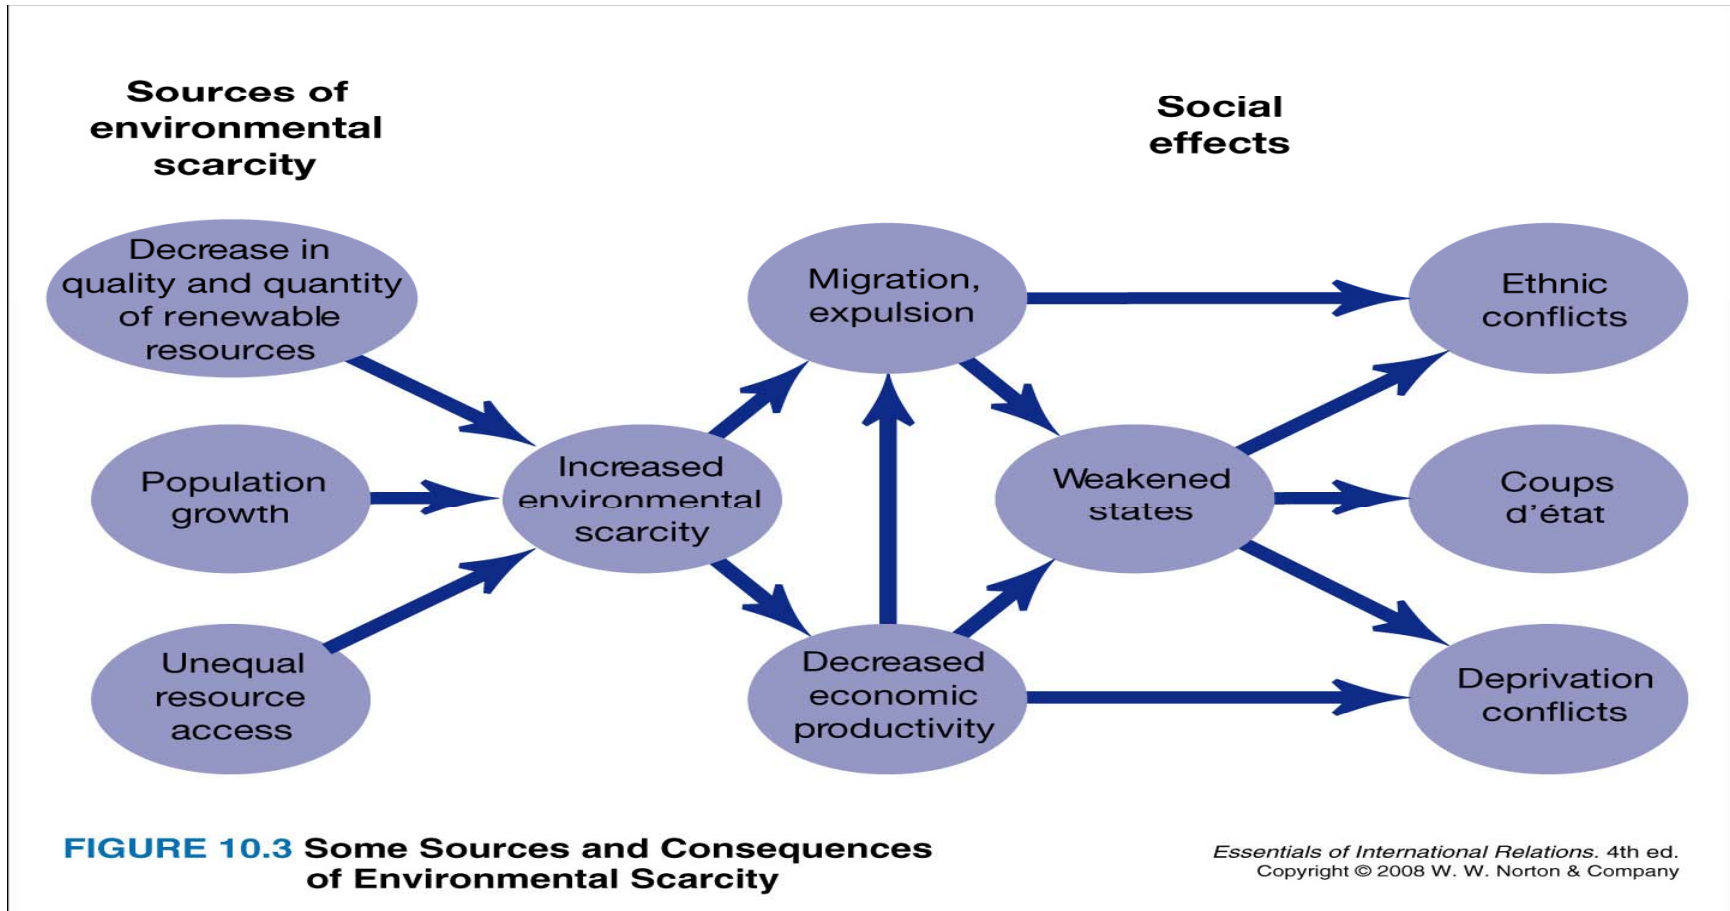 Sources of
environmental
scarcity
Social
effects
Decrease in
quality and quantity
of renewable
resources
Migration,
expulsion
Ethnic
conflicts
Population
growth
Increased
environmental
scarcity
Weakened
states
Coups
d’état
Unequal
resource
access
Decreased
economic
productivity
Deprivation
conflicts
FIGURE 10.3 Some Sources and Consequences
of Environmental Scarcity
Essentials of International Relations. 4th ed.
Copyright © 2008 W. W. Norton & Company